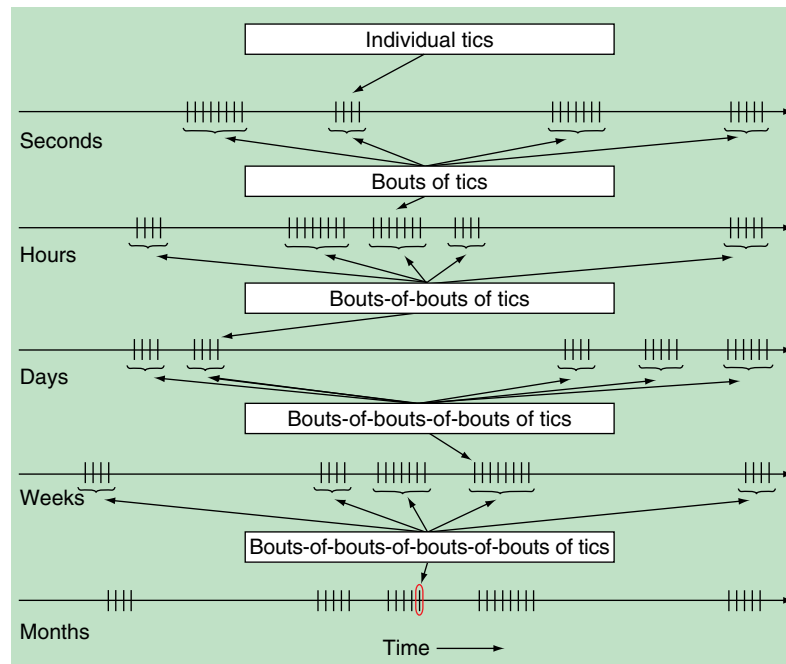 Individual tics
Seconds
Bouts of tics
Hours
Bouts-of-bouts of tics
Days
Bouts-of-bouts-of-bouts of tics
Weeks
Bouts-of-bouts-of-bouts-of-bouts of tics
Months
Time